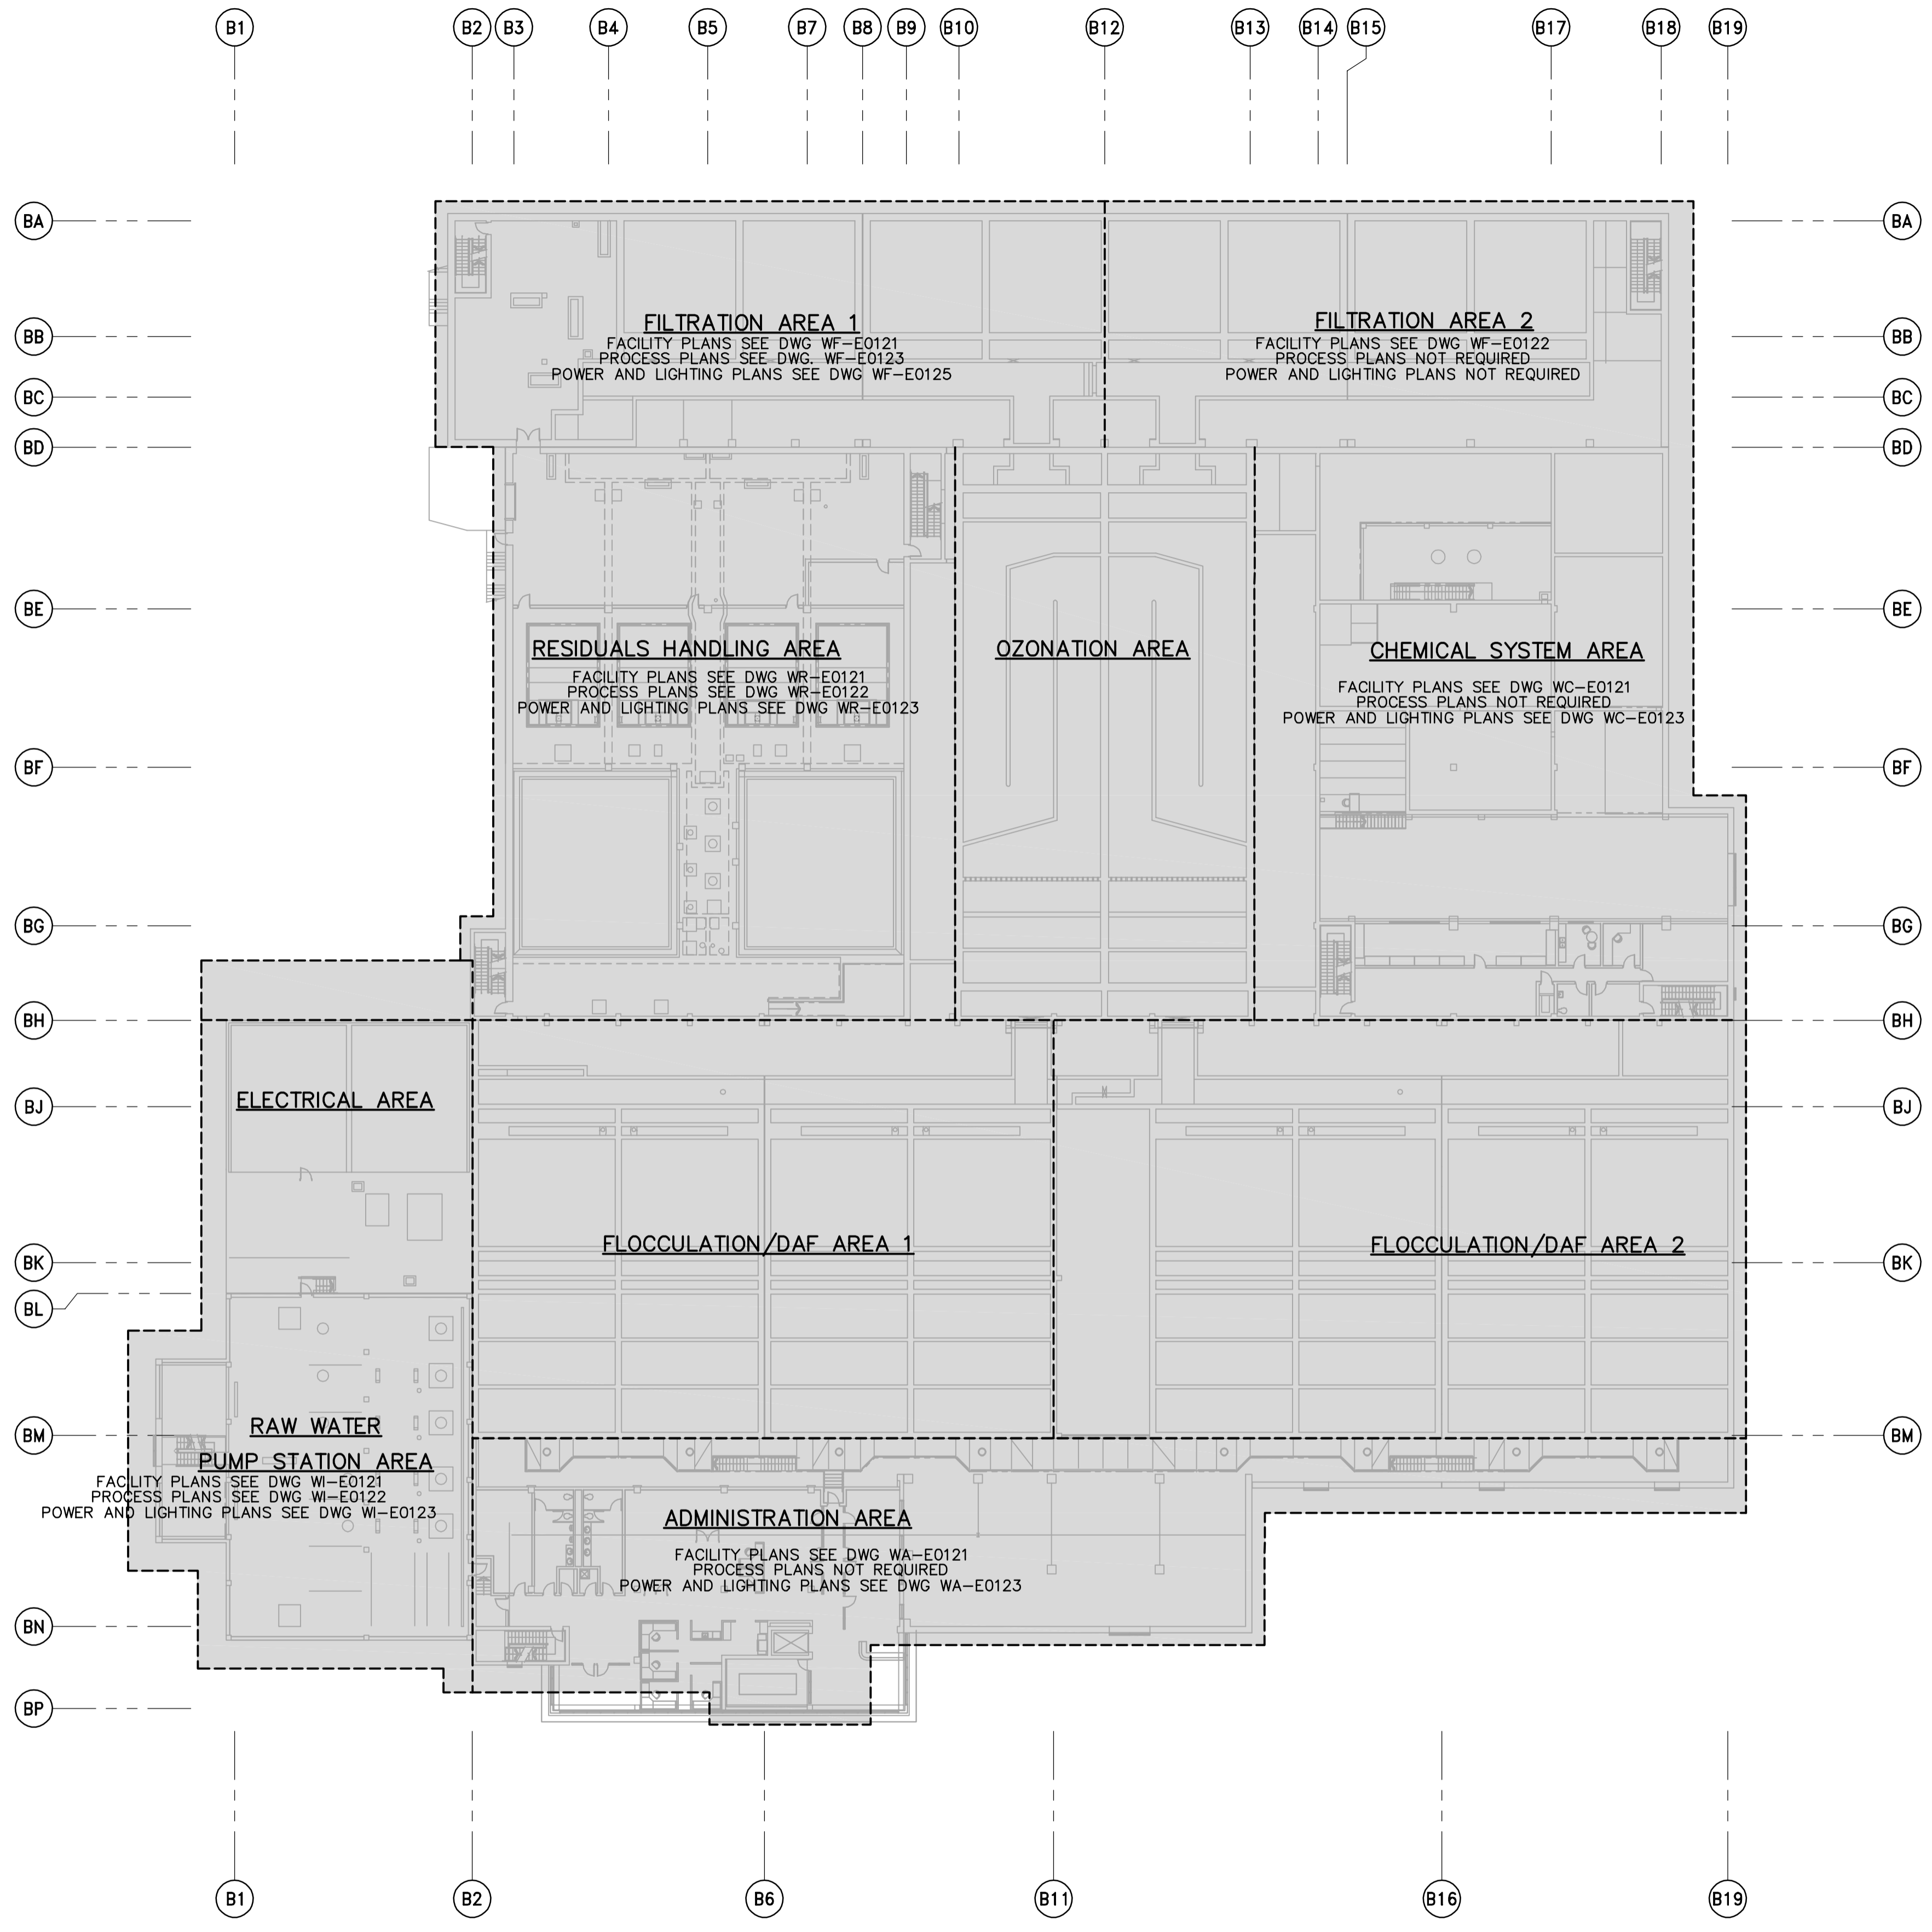 B1 B2 B3 B4 B5 B7 B8 B9 B10 B12 B13 B14 B15 B17 B18 B19
BA BA
FILTRATION AREA 1
FACILITY PLANS SEE DWG WF-E0121
PROCESS PLANS SEE DWG. WF-E0123
POWER AND LIGHTING PLANS SEE DWG WF-E0125
FILTRATION AREA 2
FACILITY PLANS SEE DWG WF-E0122
PROCESS PLANS NOT REQUIRED
POWER AND LIGHTING PLANS NOT REQUIRED
BB BB
BC BC
BD BD
BE BE
RESIDUALS HANDLING AREA
FACILITY PLANS SEE DWG WR-E0121
PROCESS PLANS SEE DWG WR-E0122
POWER AND LIGHTING PLANS SEE DWG WR-E0123
OZONATION AREA
CHEMICAL SYSTEM AREA
FACILITY PLANS SEE DWG WC-E0121
PROCESS PLANS NOT REQUIRED
POWER AND LIGHTING PLANS SEE DWG WC-E0123
BF BF
BG BG
BH BH
ELECTRICAL AREA
BJ BJ
FLOCCULATION/DAF AREA 1
FLOCCULATION/DAF AREA 2
BK BK
BL
RAW WATER
PUMP STATION AREA
FACILITY PLANS SEE DWG WI-E0121
PROCESS PLANS SEE DWG WI-E0122
POWER AND LIGHTING PLANS SEE DWG WI-E0123
BM BM
ADMINISTRATION AREA
FACILITY PLANS SEE DWG WA-E0121
PROCESS PLANS NOT REQUIRED
POWER AND LIGHTING PLANS SEE DWG WA-E0123
BN
BP
B1 B2 B6 B11 B16 B19